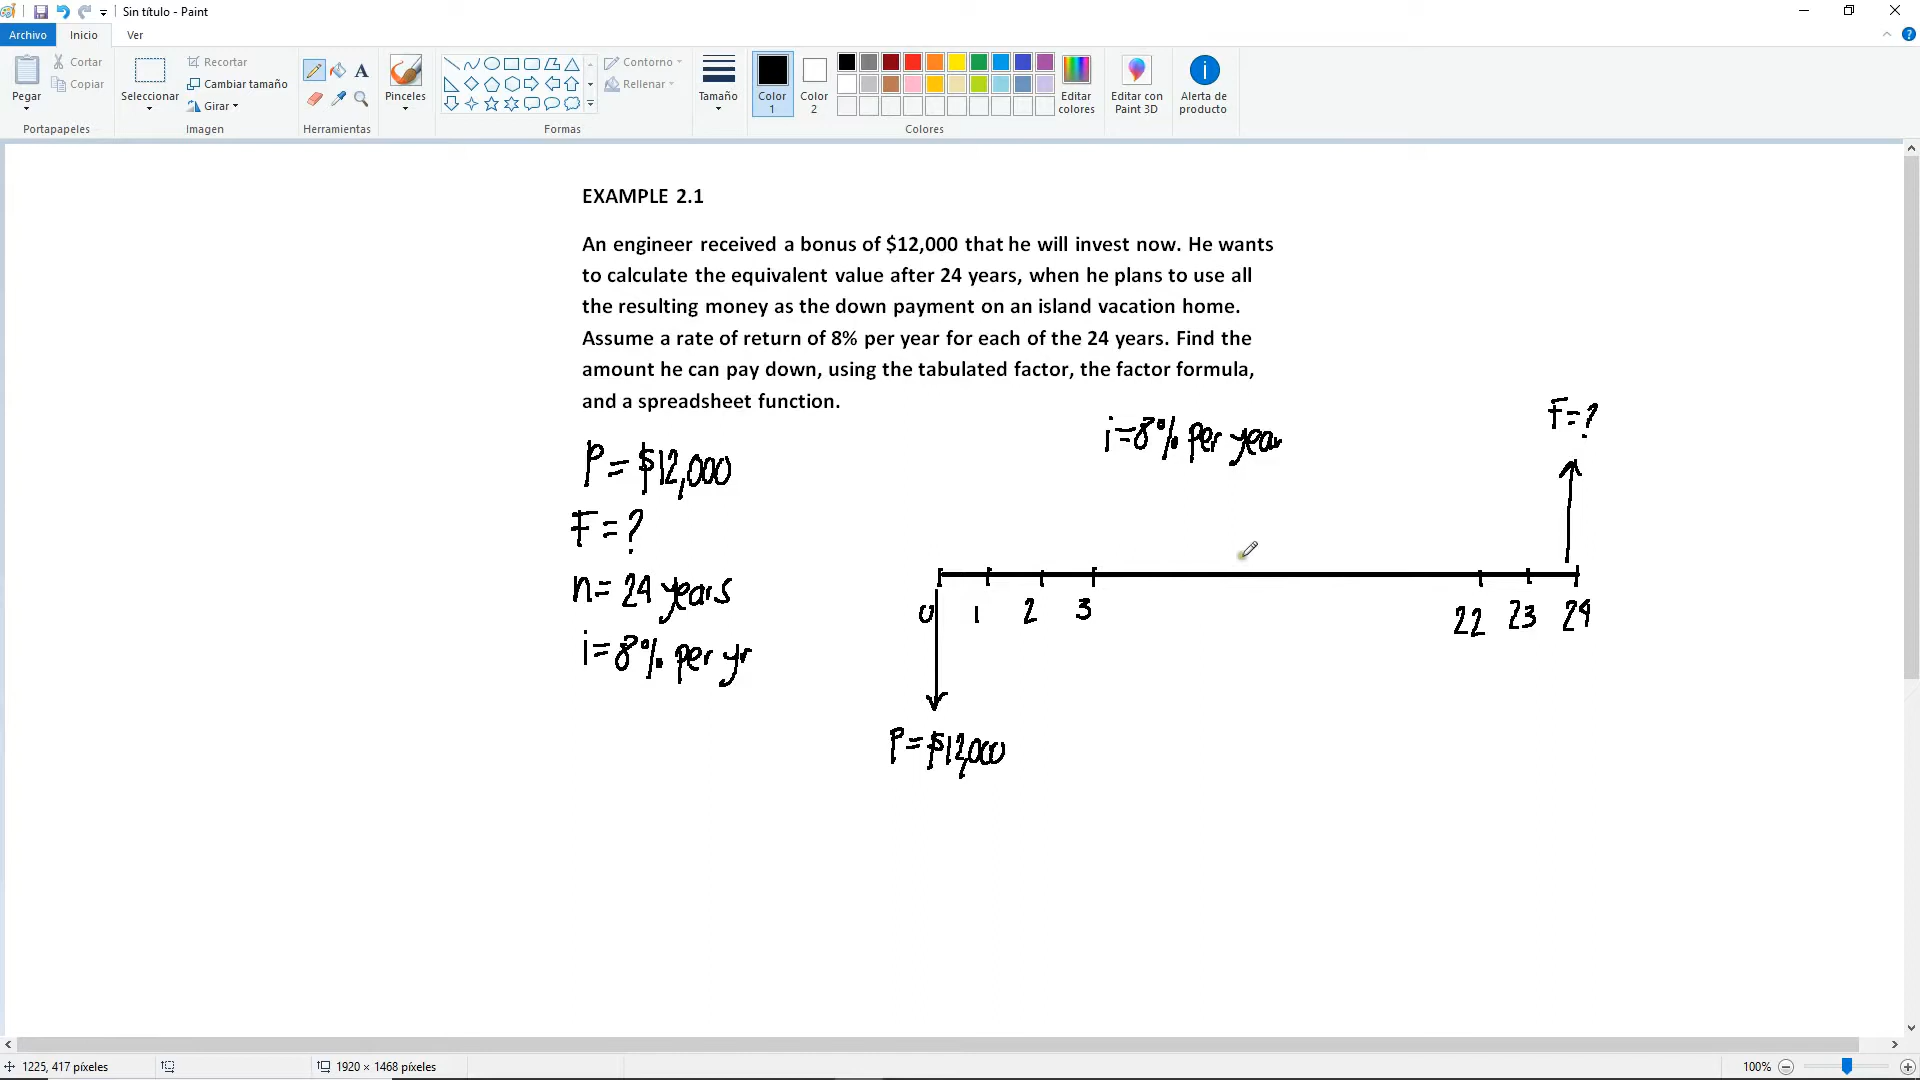 Sin título - Paint
Archivo Inicio Ver
Pegar
Cortar
Copiar
Portapapeles
Seleccionar
Recortar
Cambiar tamaño
Girar
Imagen
A
Herramientas
Pinceles
Contorno
Rellenar
Formas
Tamaño
Color 1
Color 2
Editar colores
Colores
Editar con Paint 3D
Alerta de producto
EXAMPLE 2.1
An engineer received a bonus of $12,000 that he will invest now. He wants
to calculate the equivalent value after 24 years, when he plans to use all
the resulting money as the down payment on an island vacation home.
Assume a rate of return of 8% per year for each of the 24 years. Find the
amount he can pay down, using the tabulated factor, the factor formula,
and a spreadsheet function.
P = $12,000
F = ?
n = 24 years
i = 8% per yr
i = 8% per year
F = ?
0 1 2 3 22 23 24
P = $12,000
1225, 417 píxeles
1920 × 1468 píxeles
100%